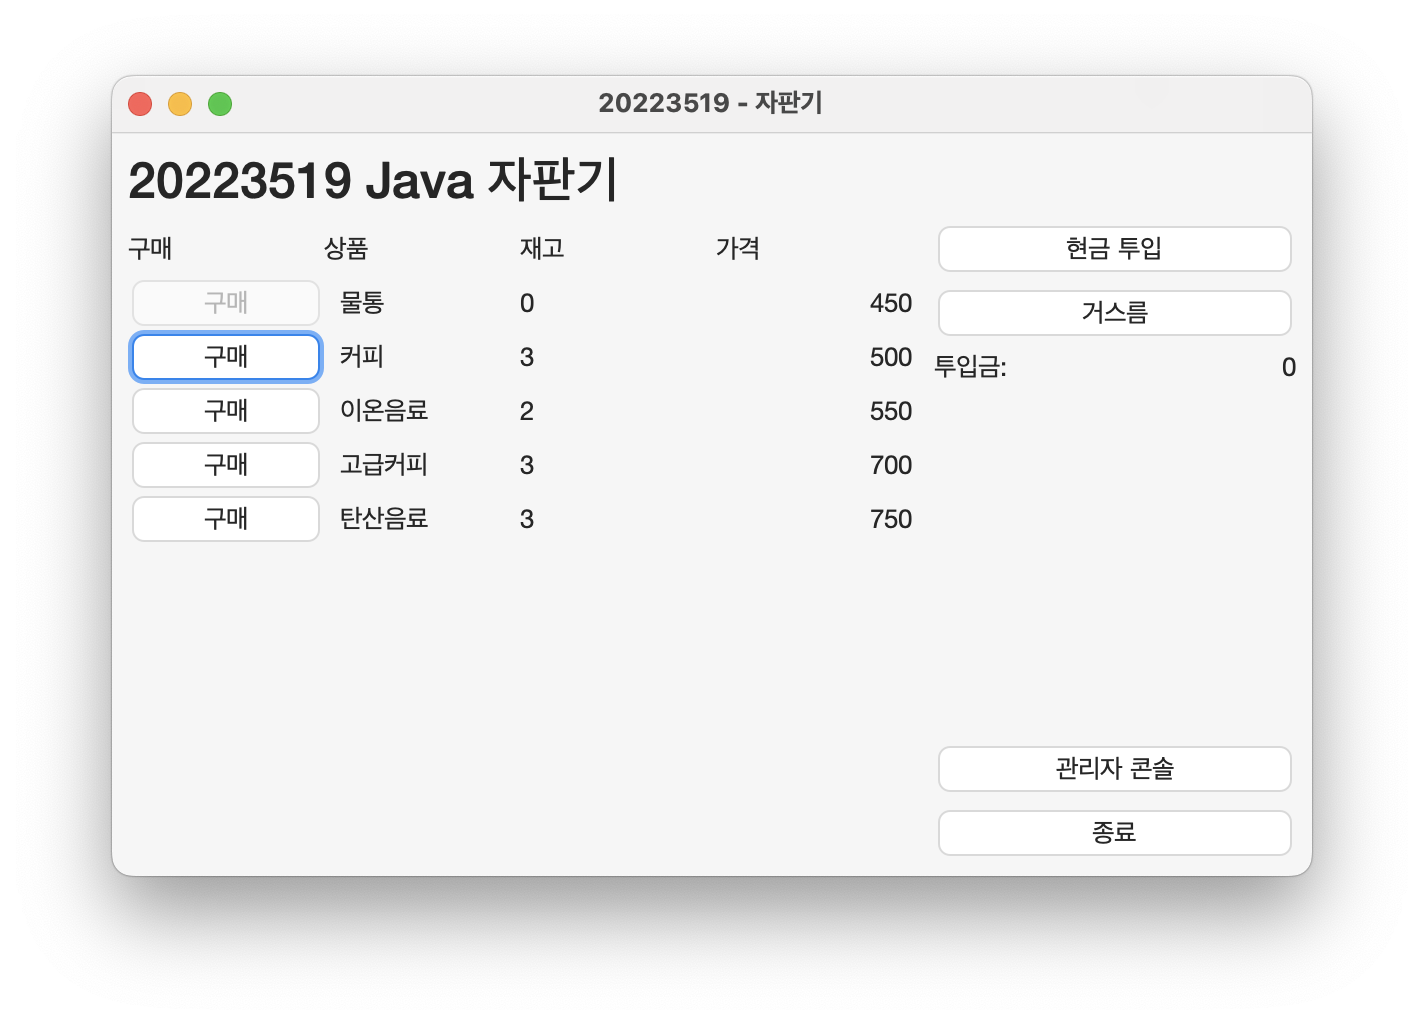 20223519 - 자판기
20223519 Java 자판기
구매 상품 재고 가격 현금 투입
구매 물통 0 450 거스름
구매 커피 3 500 투입금: 0
구매 이온음료 2 550
구매 고급커피 3 700
구매 탄산음료 3 750
관리자 콘솔
종료